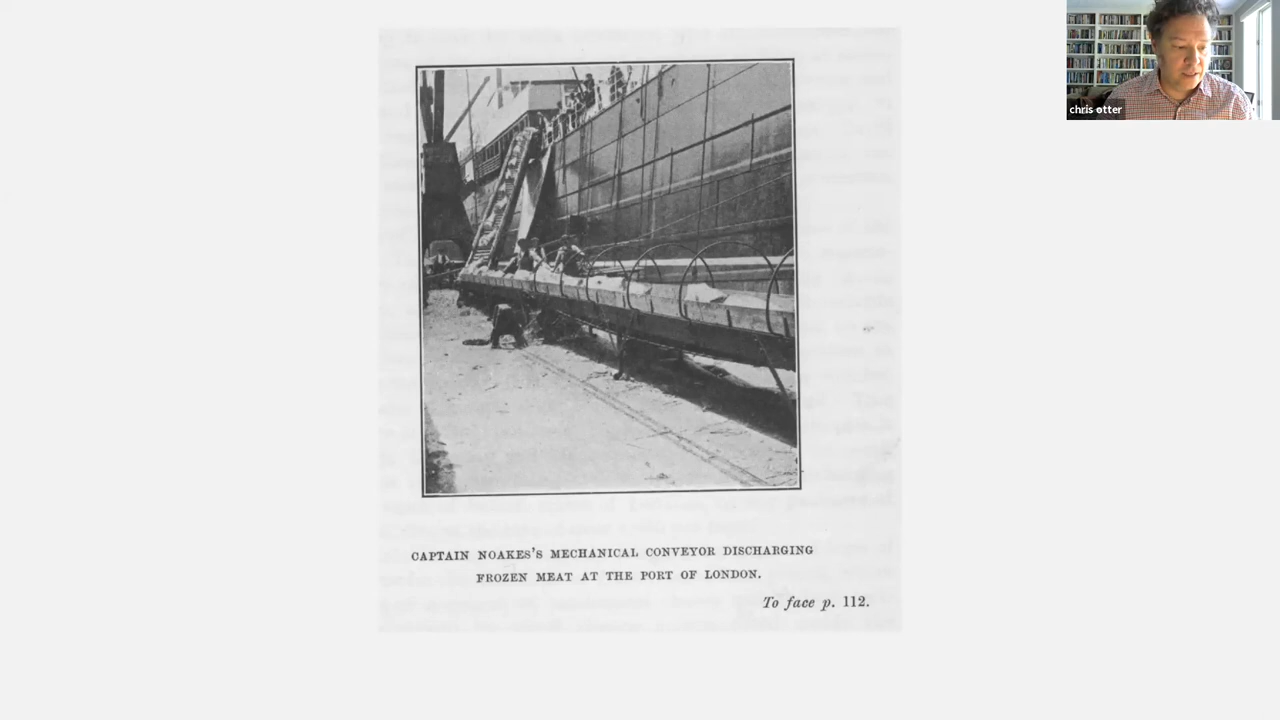 chris otter
CAPTAIN NOAKES'S MECHANICAL CONVEYOR DISCHARGING
FROZEN MEAT AT THE PORT OF LONDON.
To face p. 112.